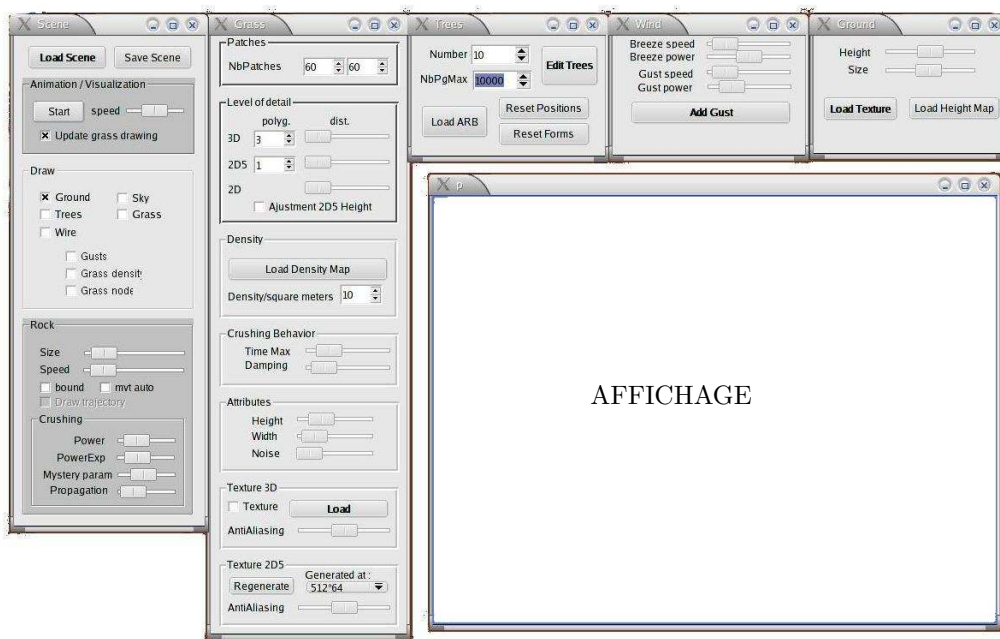 Scene
Load Scene
Save Scene
Animation / Visualization
Start
speed
Update grass drawing
Draw
Ground
Sky
Trees
Grass
Wire
Gusts
Grass density
Grass node
Rock
Size
Speed
bound
mvt auto
Draw trajectory
Crushing
Power
PowerExp
Mystery param
Propagation
Grass
Patches
NbPatches 60 60
Level of detail
polyg. dist.
3D 3
2D5 1
2D
Ajustment 2D5 Height
Density
Load Density Map
Density/square meters 10
Crushing Behavior
Time Max
Damping
Attributes
Height
Width
Noise
Texture 3D
Texture
Load
AntiAliasing
Texture 2D5
Generated at :
Regenerate
512*64
AntiAliasing
Trees
Number 10
NbPgMax 10000
Edit Trees
Load ARB
Reset Positions
Reset Forms
Wind
Breeze speed
Breeze power
Gust speed
Gust power
Add Gust
Ground
Height
Size
Load Texture
Load Height Map
p
AFFICHAGE